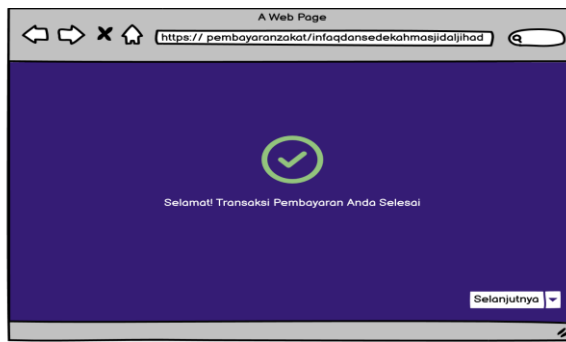 A Web Page
https:// pembayaranzakat/infaqdansedekahmasjidaljihad
Selamat! Transaksi Pembayaran Anda Selesai
Selanjutnya